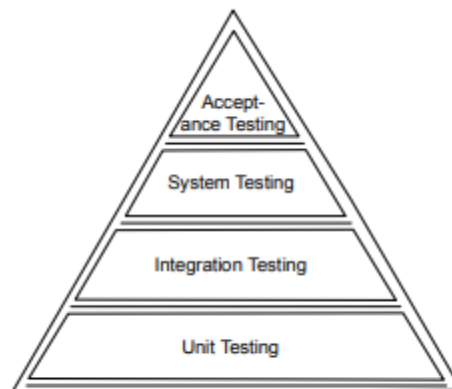 Accept-
ance Testing
System Testing
Integration Testing
Unit Testing